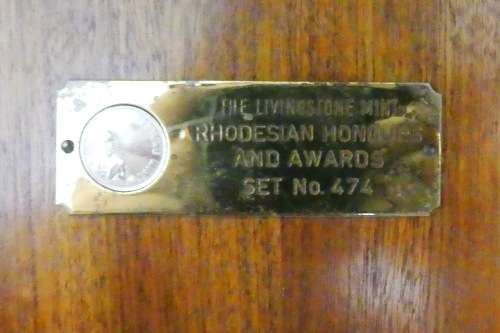 THE LIVINGSTONE MINT
RHODESIAN HONOURS
AND AWARDS
SET No. 474